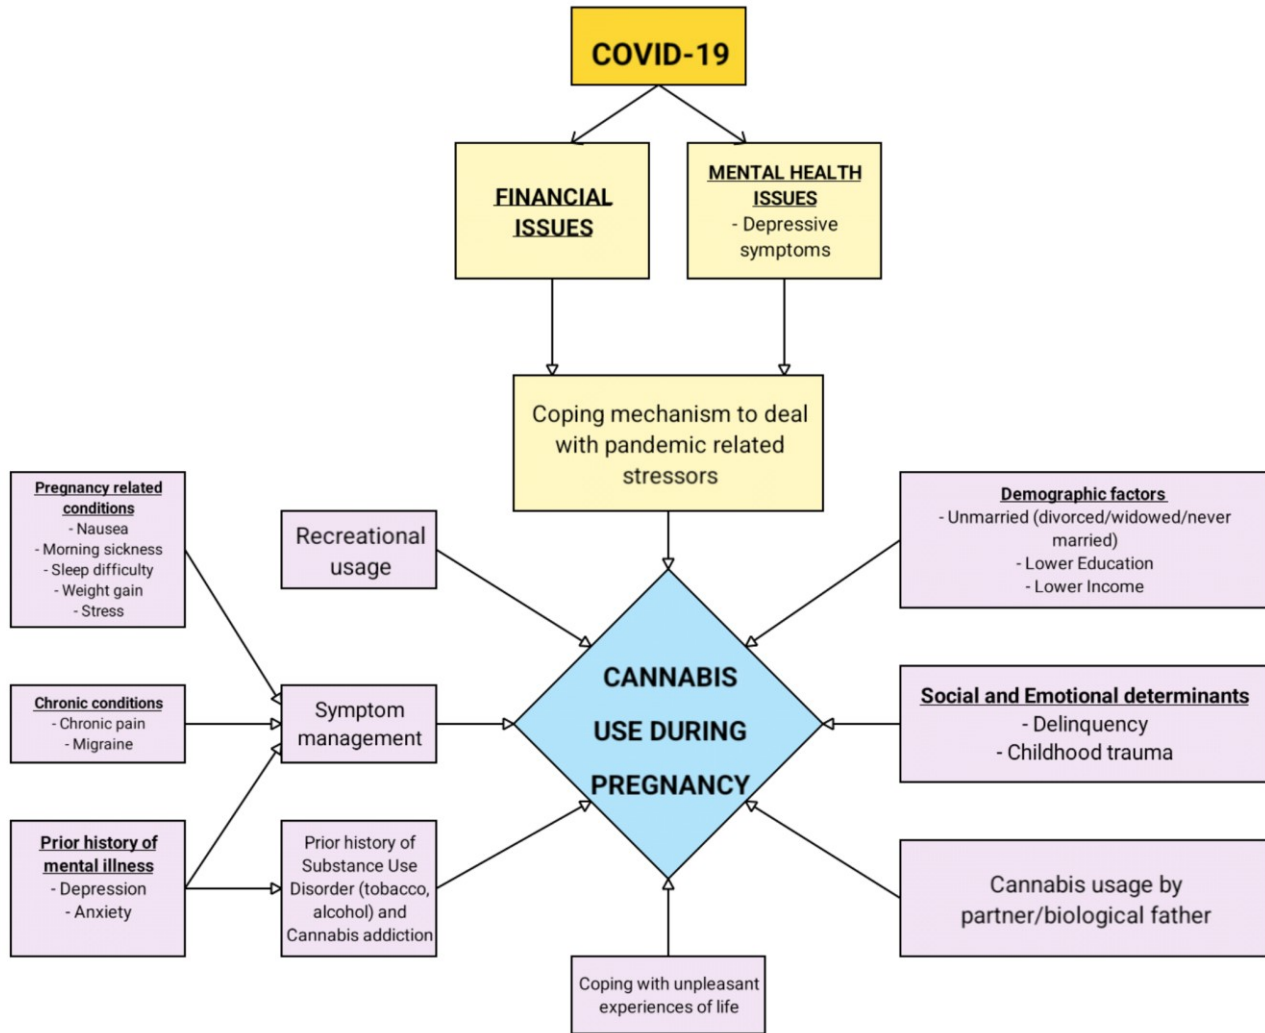 COVID-19
FINANCIAL
ISSUES
MENTAL HEALTH
ISSUES
- Depressive
symptoms
Coping mechanism to deal
with pandemic related
stressors
Pregnancy related
conditions
- Nausea
- Morning sickness
- Sleep difficulty
- Weight gain
- Stress
Recreational
usage
Demographic factors
- Unmarried (divorced/widowed/never
married)
- Lower Education
- Lower Income
Chronic conditions
- Chronic pain
- Migraine
Symptom
management
CANNABIS
USE DURING
PREGNANCY
Social and Emotional determinants
- Delinquency
- Childhood trauma
Prior history of
mental illness
- Depression
- Anxiety
Prior history of
Substance Use
Disorder (tobacco,
alcohol) and
Cannabis addiction
Cannabis usage by
partner/biological father
Coping with unpleasant
experiences of life